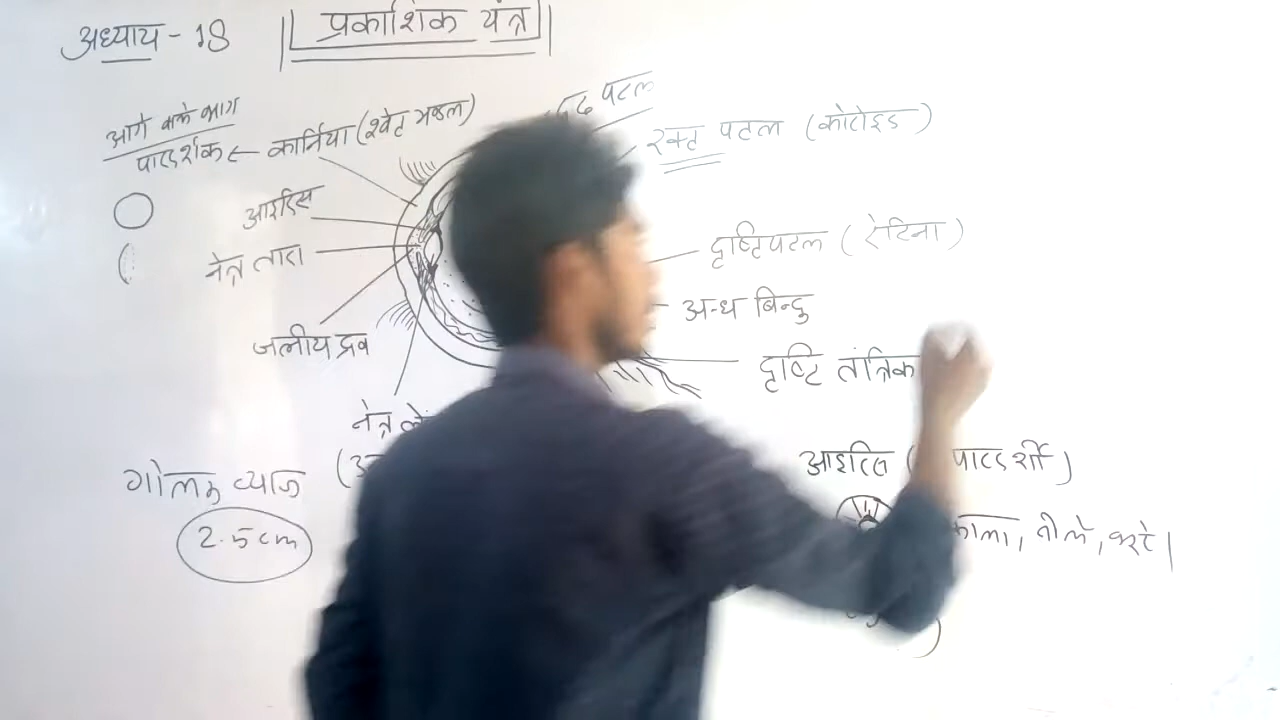 अध्याय - 18
प्रकाशिक यंत्र
आगे वाले भाग
पारदर्शक ← कार्निया (श्वेत मण्डल)
दृढ़ पटल
रक्त पटल (कोरोइड)
आइरिस
नेत्र तारा
दृष्टिपटल (रेटिना)
अन्ध बिन्दु
जलीय द्रव
दृष्टि तंत्रिक
नेत्र ले
गोलक व्यास
2.5 cm
आइरिस ( पारदर्शी)
काला, नीले, भूरे |